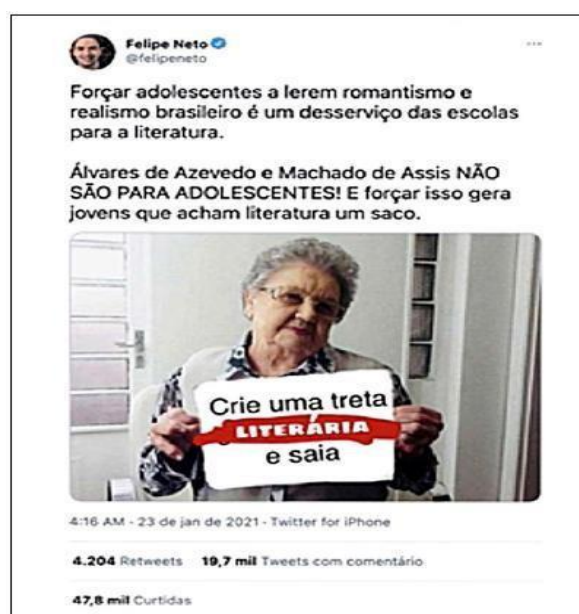 Felipe Neto
@felipeneto
Forçar adolescentes a lerem romantismo e
realismo brasileiro é um desserviço das escolas
para a literatura.
Álvares de Azevedo e Machado de Assis NÃO
SÃO PARA ADOLESCENTES! E forçar isso gera
jovens que acham literatura um saco.
Crie uma treta
LITERÁRIA
e saia
4:16 AM · 23 de jan de 2021 · Twitter for iPhone
4.204 Retweets 19,7 mil Tweets com comentário
47,8 mil Curtidas